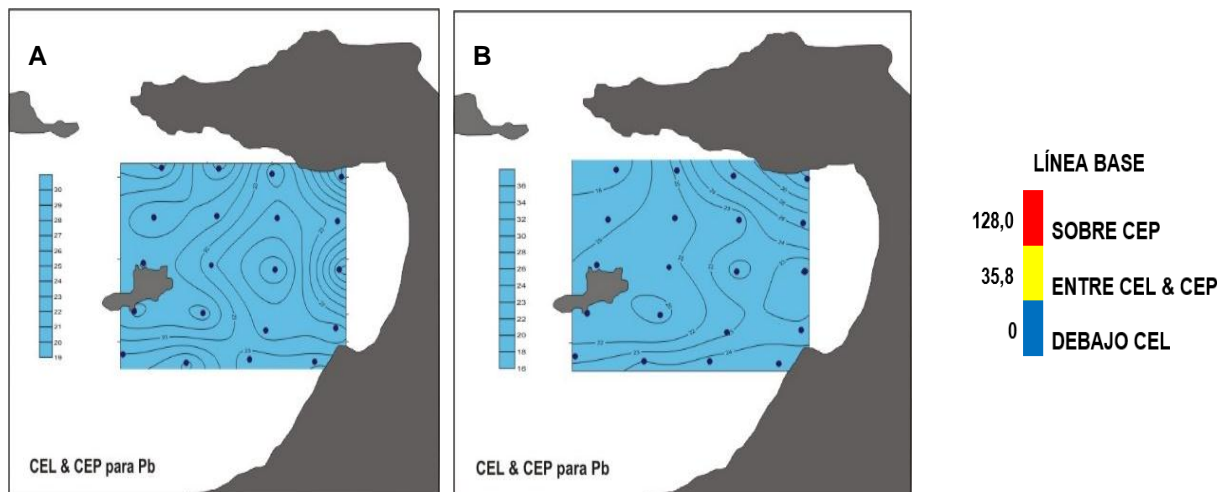 A
30
29
28
27
26
25
24
22
21
20
19
CEL & CEP para Pb
B
36
34
32
30
28
26
24
23
22
20
18
16
CEL & CEP para Pb
LÍNEA BASE
128,0 SOBRE CEP
35,8 ENTRE CEL & CEP
0 DEBAJO CEL